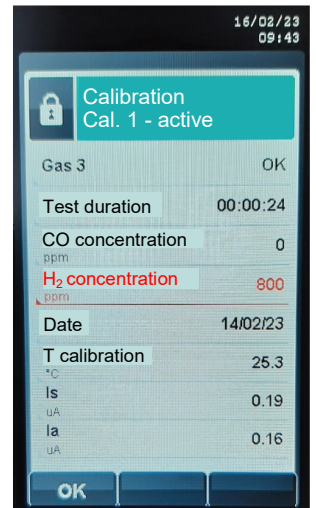 16/02/23
09:43
Calibration
Cal. 1 - active
Gas 3 OK
Test duration 00:00:24
CO concentration 0
ppm
H₂ concentration 800
ppm
Date 14/02/23
T calibration 25.3
°C
Is 0.19
uA
Ia 0.16
uA
OK